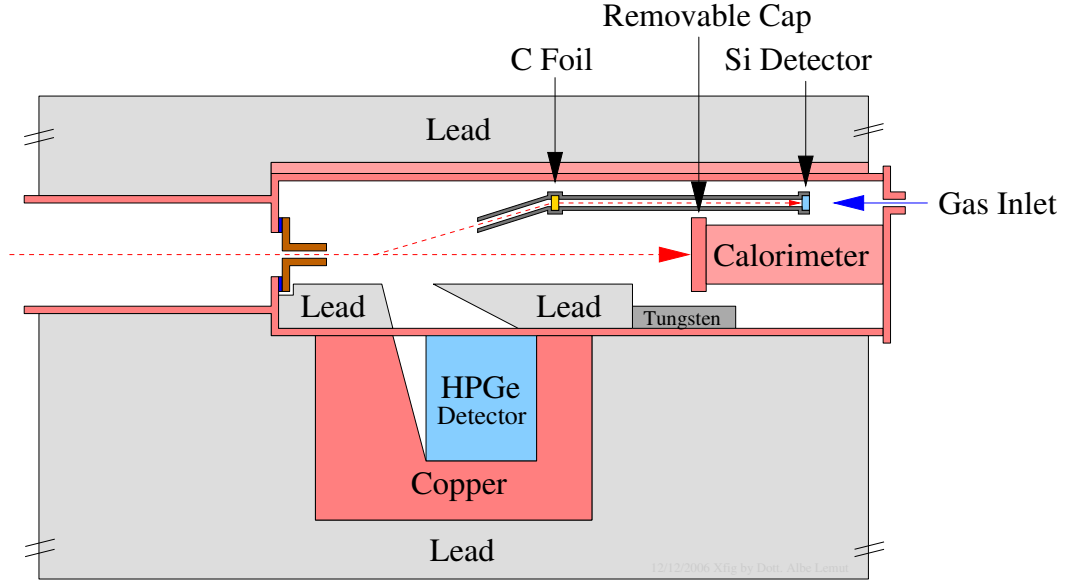 Removable Cap
C Foil
Si Detector
Lead
Gas Inlet
Calorimeter
Lead
Lead
Tungsten
HPGe
Detector
Copper
Lead
12/12/2006 Xfig by Dott. Albe Lemut